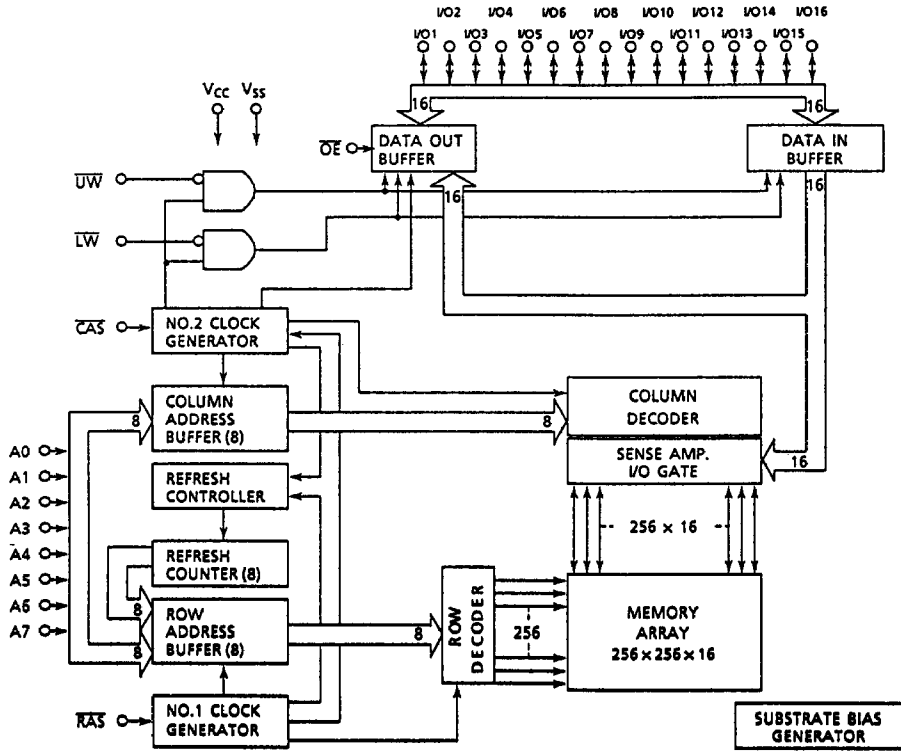 I/O2 I/O4 I/O6 I/O8 I/O10 I/O12 I/O14 I/O16
I/O1 I/O3 I/O5 I/O7 I/O9 I/O11 I/O13 I/O15
VCC VSS
16 16
OE
DATA OUT
BUFFER
DATA IN
BUFFER
UW
16 16
LW
CAS
NO.2 CLOCK
GENERATOR
COLUMN
ADDRESS
BUFFER (8)
8
8
COLUMN
DECODER
SENSE AMP.
I/O GATE
16
A0
A1
A2
A3
A4
A5
A6
A7
REFRESH
CONTROLLER
256 × 16
REFRESH
COUNTER (8)
8
8
ROW
ADDRESS
BUFFER (8)
8
ROW
DECODER
256
MEMORY
ARRAY
256×256×16
RAS
NO.1 CLOCK
GENERATOR
SUBSTRATE BIAS
GENERATOR